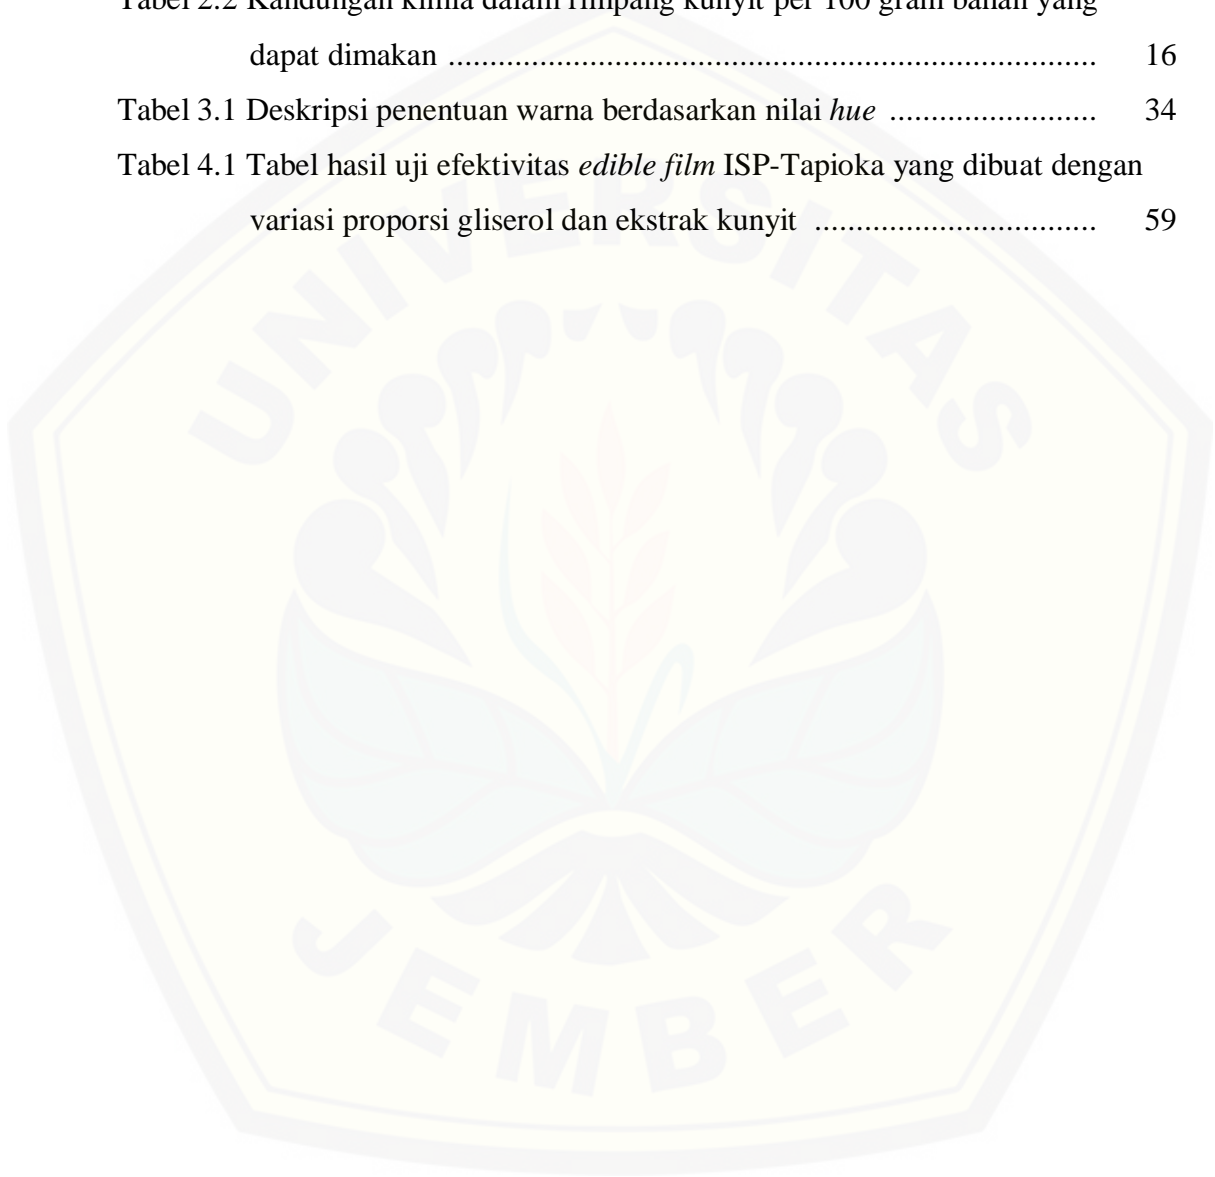 Tabel 2.2 Kandungan kimia dalam rimpang kunyit per 100 gram bahan yang
dapat dimakan .............................................................................. 16
Tabel 3.1 Deskripsi penentuan warna berdasarkan nilai hue ......................... 34
Tabel 4.1 Tabel hasil uji efektivitas edible film ISP-Tapioka yang dibuat dengan
variasi proporsi gliserol dan ekstrak kunyit .................................. 59
UNIVERSITAS
JEMBER